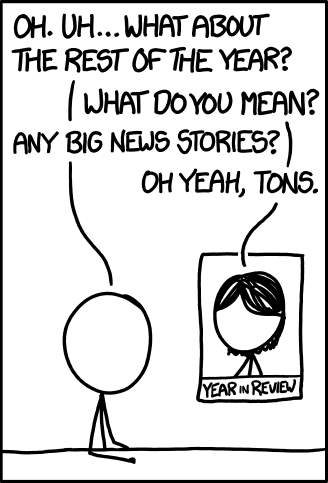 OH. UH...WHAT ABOUT
THE REST OF THE YEAR?
WHAT DO YOU MEAN?
ANY BIG NEWS STORIES?
OH YEAH, TONS.
YEAR IN REVIEW